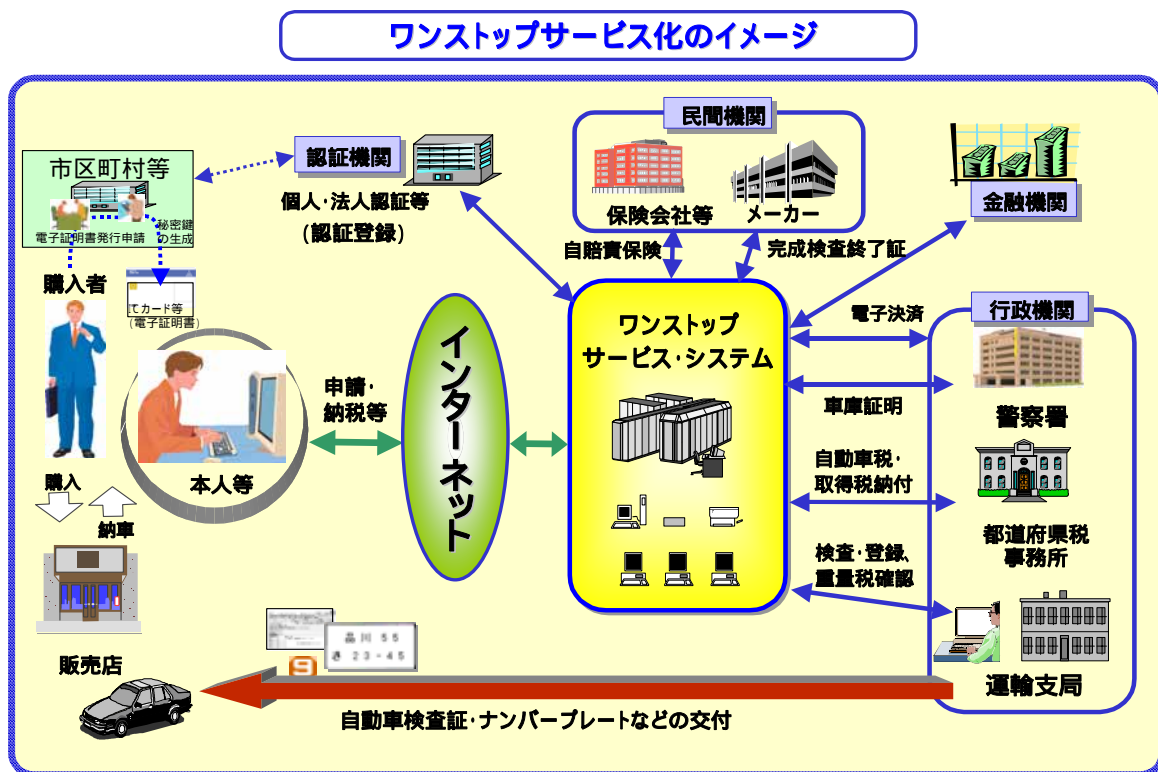 ワンストップサービス化のイメージ
民間機関
認証機関
市区町村等
秘密鍵
の生成
電子証明書発行申請
個人・法人認証等
(認証登録)
保険会社等
メーカー
金融機関
自賠責保険
完成検査終了証
購入者
ICカード等
(電子証明書)
ワンストップ
サービス・システム
電子決済
行政機関
インターネット
申請・
納税等
車庫証明
警察署
本人等
自動車税・
取得税納付
購入
納車
都道府県税
事務所
検査・登録、
重量税確認
品川 55
き 23-45
9
販売店
運輸支局
自動車検査証・ナンバープレートなどの交付